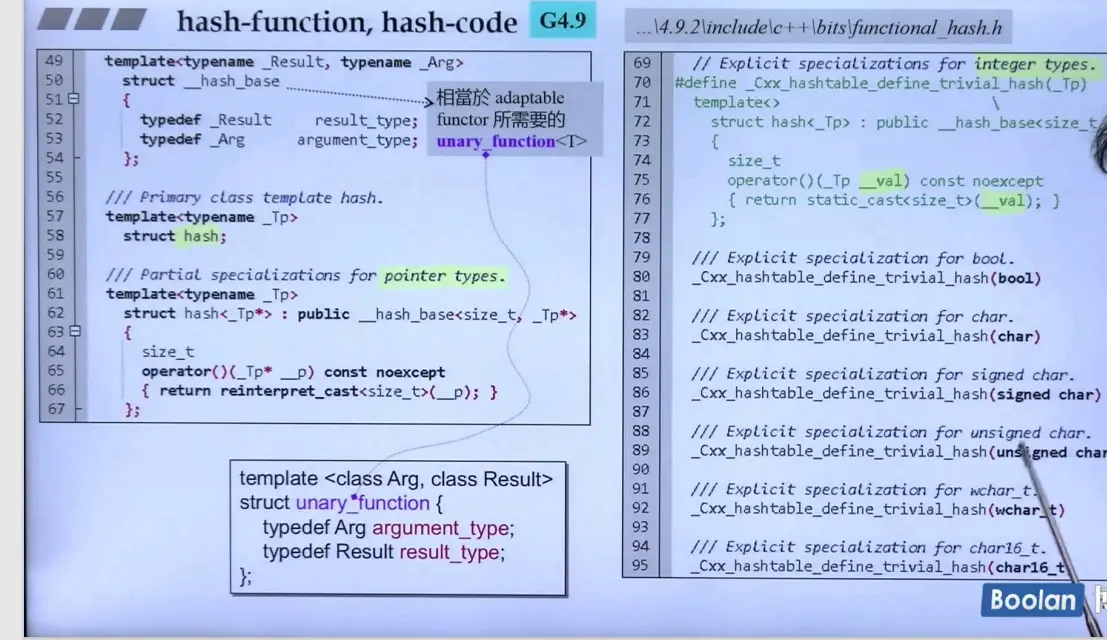 hash-function, hash-code G4.9
49 template<typename _Result, typename _Arg>
50 struct __hash_base
51 {
52 typedef _Result result_type;
53 typedef _Arg argument_type;
54 };
55
56 /// Primary class template hash.
57 template<typename _Tp>
58 struct hash;
59
60 /// Partial specializations for pointer types.
61 template<typename _Tp>
62 struct hash<_Tp*> : public __hash_base<size_t, _Tp*>
63 {
64 size_t
65 operator()(_Tp* __p) const noexcept
66 { return reinterpret_cast<size_t>(__p); }
67 };
相當於 adaptable
functor 所需要的
unary_function<T>
template <class Arg, class Result>
struct unary_function {
typedef Arg argument_type;
typedef Result result_type;
};
...\4.9.2\include\c++\bits\functional_hash.h
69 // Explicit specializations for integer types.
70 #define _Cxx_hashtable_define_trivial_hash(_Tp)
71 template<> \
72 struct hash<_Tp> : public __hash_base<size_t,
73 {
74 size_t
75 operator()(_Tp __val) const noexcept
76 { return static_cast<size_t>(__val); }
77 };
78
79 /// Explicit specialization for bool.
80 _Cxx_hashtable_define_trivial_hash(bool)
81
82 /// Explicit specialization for char.
83 _Cxx_hashtable_define_trivial_hash(char)
84
85 /// Explicit specialization for signed char.
86 _Cxx_hashtable_define_trivial_hash(signed char)
87
88 /// Explicit specialization for unsigned char.
89 _Cxx_hashtable_define_trivial_hash(unsigned char
90
91 /// Explicit specialization for wchar_t.
92 _Cxx_hashtable_define_trivial_hash(wchar_t)
93
94 /// Explicit specialization for char16_t.
95 _Cxx_hashtable_define_trivial_hash(char16_t
Boolan